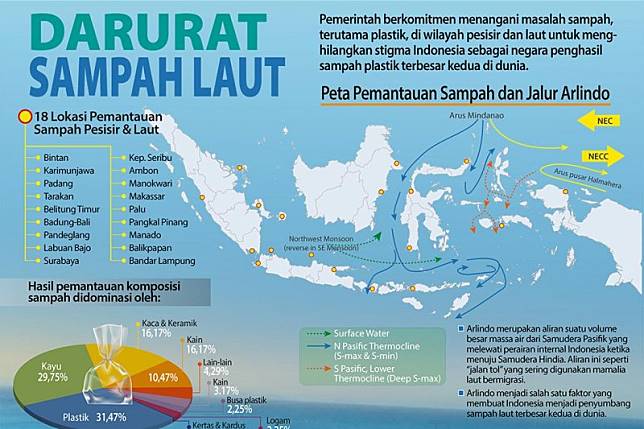 DARURAT
SAMPAH LAUT
Pemerintah berkomitmen menangani masalah sampah,
terutama plastik, di wilayah pesisir dan laut untuk meng-
hilangkan stigma Indonesia sebagai negara penghasil
sampah plastik terbesar kedua di dunia.
Peta Pemantauan Sampah dan Jalur Arlindo
18 Lokasi Pemantauan
Sampah Pesisir & Laut
Bintan
Karimunjawa
Padang
Tarakan
Belitung Timur
Badung-Bali
Pandeglang
Labuan Bajo
Surabaya
Kep. Seribu
Ambon
Manokwari
Makassar
Palu
Pangkal Pinang
Manado
Balikpapan
Bandar Lampung
Arus Mindanao
NEC
NECC
Arus pusar Halmahera
Northwest Monsoon
(reverse in SE Monsoon)
Hasil pemantauan komposisi
sampah didominasi oleh:
Kaca & Keramik
16,17%
Kain
16,17%
Lain-lain
4,29%
Kain
3.17%
Busa plastik
2,25%
Logam
Kertas & Kardus
10,47%
Kayu
29,75%
Plastik 31,47%
Surface Water
N Pasific Thermocline
(S-max & S-min)
S Pasific, Lower
Thermocline (Deep S-max)
Arlindo merupakan aliran suatu volume
besar massa air dari Samudera Pasifik yang
melewati perairan internal Indonesia ketika
menuju Samudera Hindia. Aliran ini seperti
"jalan tol" yang sering digunakan mamalia
laut bermigrasi.
Arlindo menjadi salah satu faktor yang
membuat Indonesia menjadi penyumbang
sampah laut terbesar kedua di dunia.